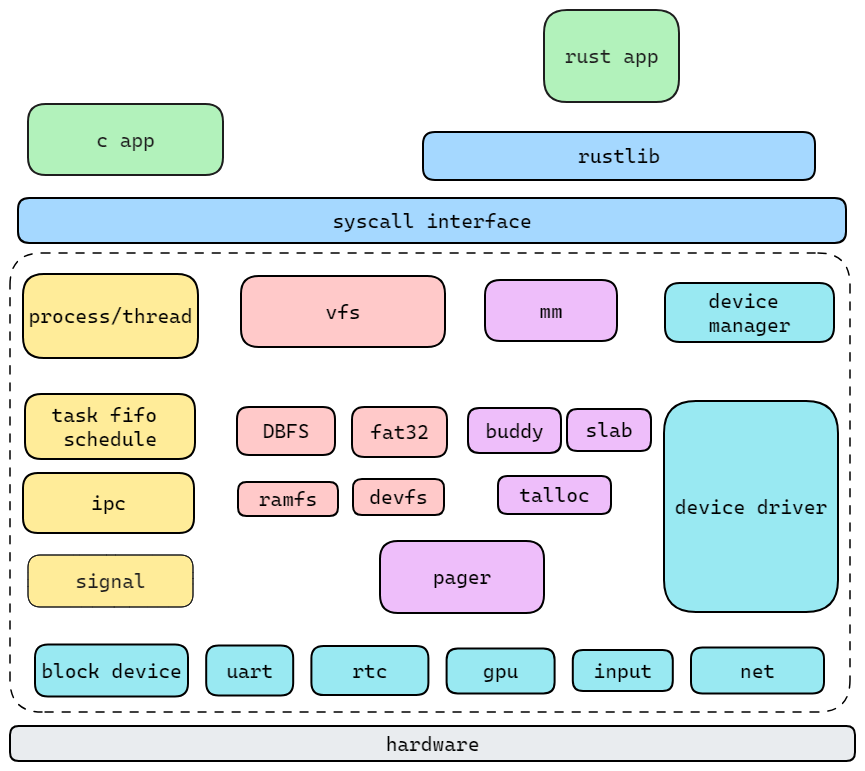 rust app
c app
rustlib
syscall interface
process/thread
vfs
mm
device
manager
task fifo
schedule
DBFS
fat32
buddy
slab
ipc
ramfs
devfs
talloc
device driver
signal
pager
block device
uart
rtc
gpu
input
net
hardware